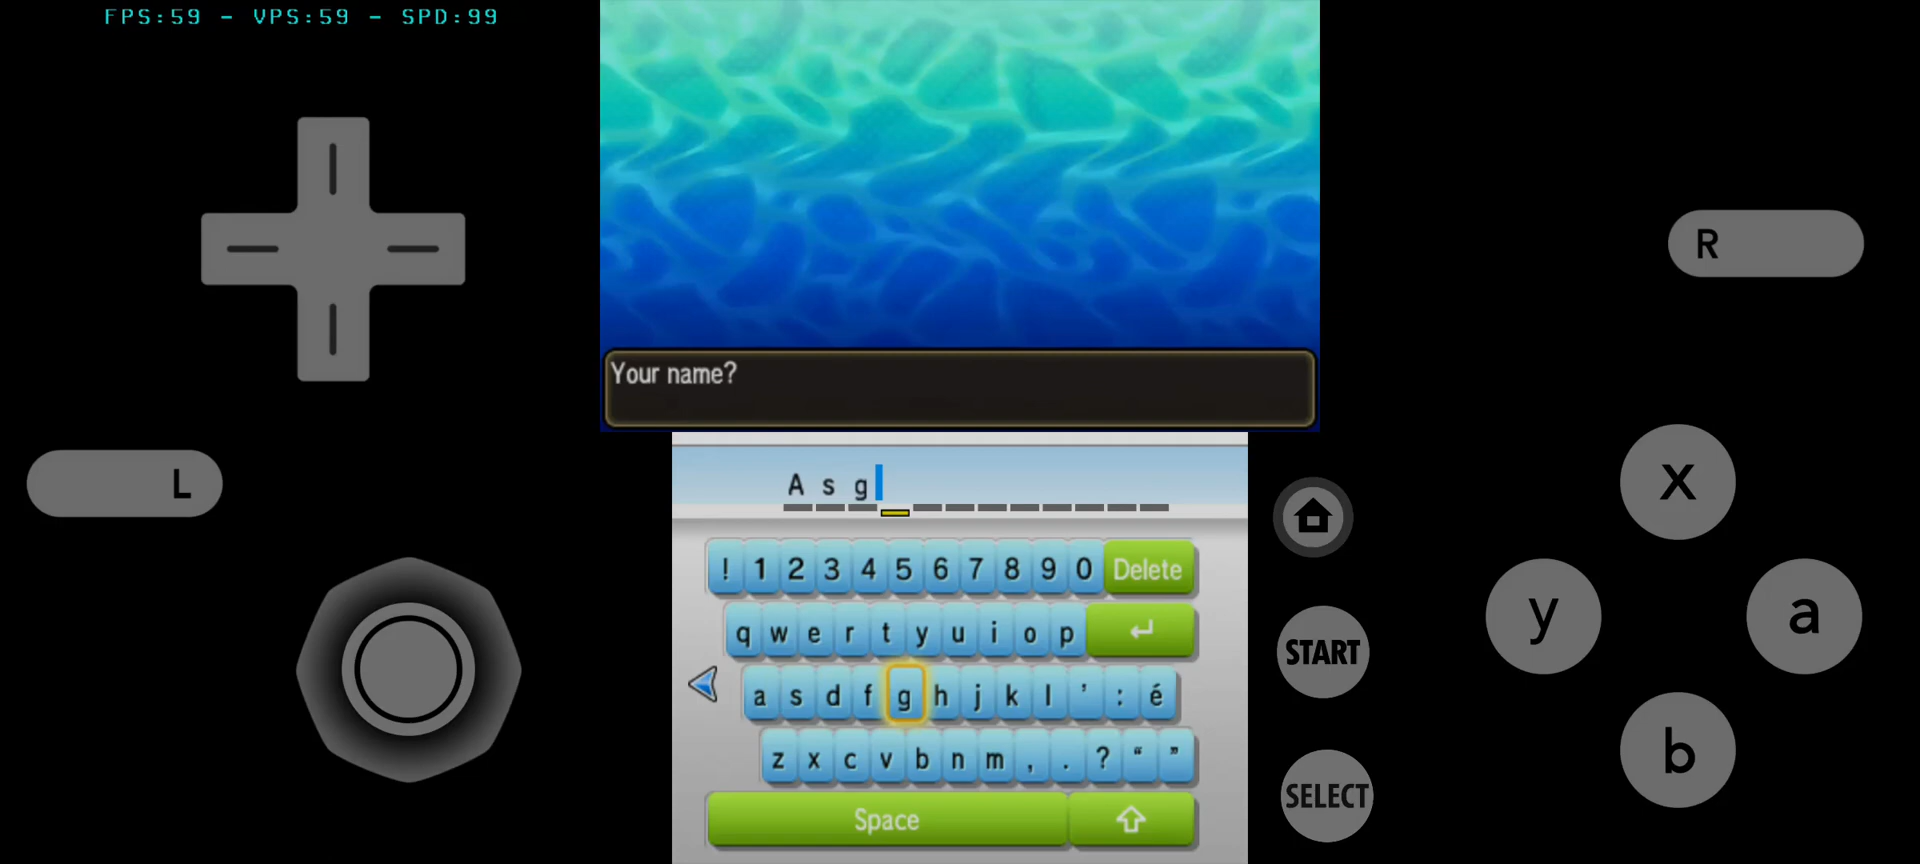 FPS:59 - VPS:59 - SPD:99
R
Your name?
L
A s g
! 1 2 3 4 5 6 7 8 9 0 Delete
q w e r t y u i o p
a s d f g h j k l ’ : é
z x c v b n m , . ? “ ”
Space
X
y
a
b
START
SELECT